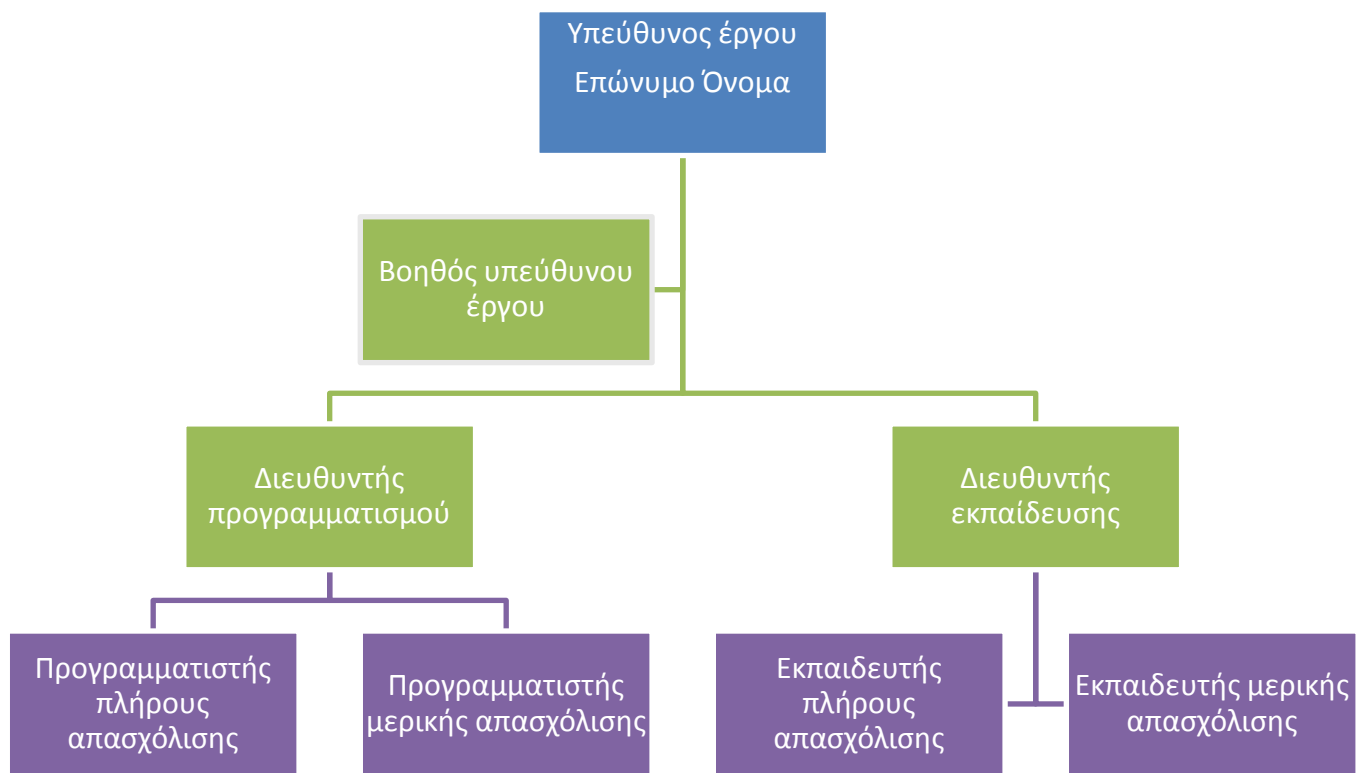 Υπεύθυνος έργου
Επώνυμο Όνομα
Βοηθός υπεύθυνου
έργου
Διευθυντής
προγραμματισμού
Διευθυντής
εκπαίδευσης
Προγραμματιστής
πλήρους
απασχόλισης
Προγραμματιστής
μερικής απασχόλισης
Εκπαιδευτής
πλήρους
απασχόλισης
Εκπαιδευτής μερικής
απασχόλισης